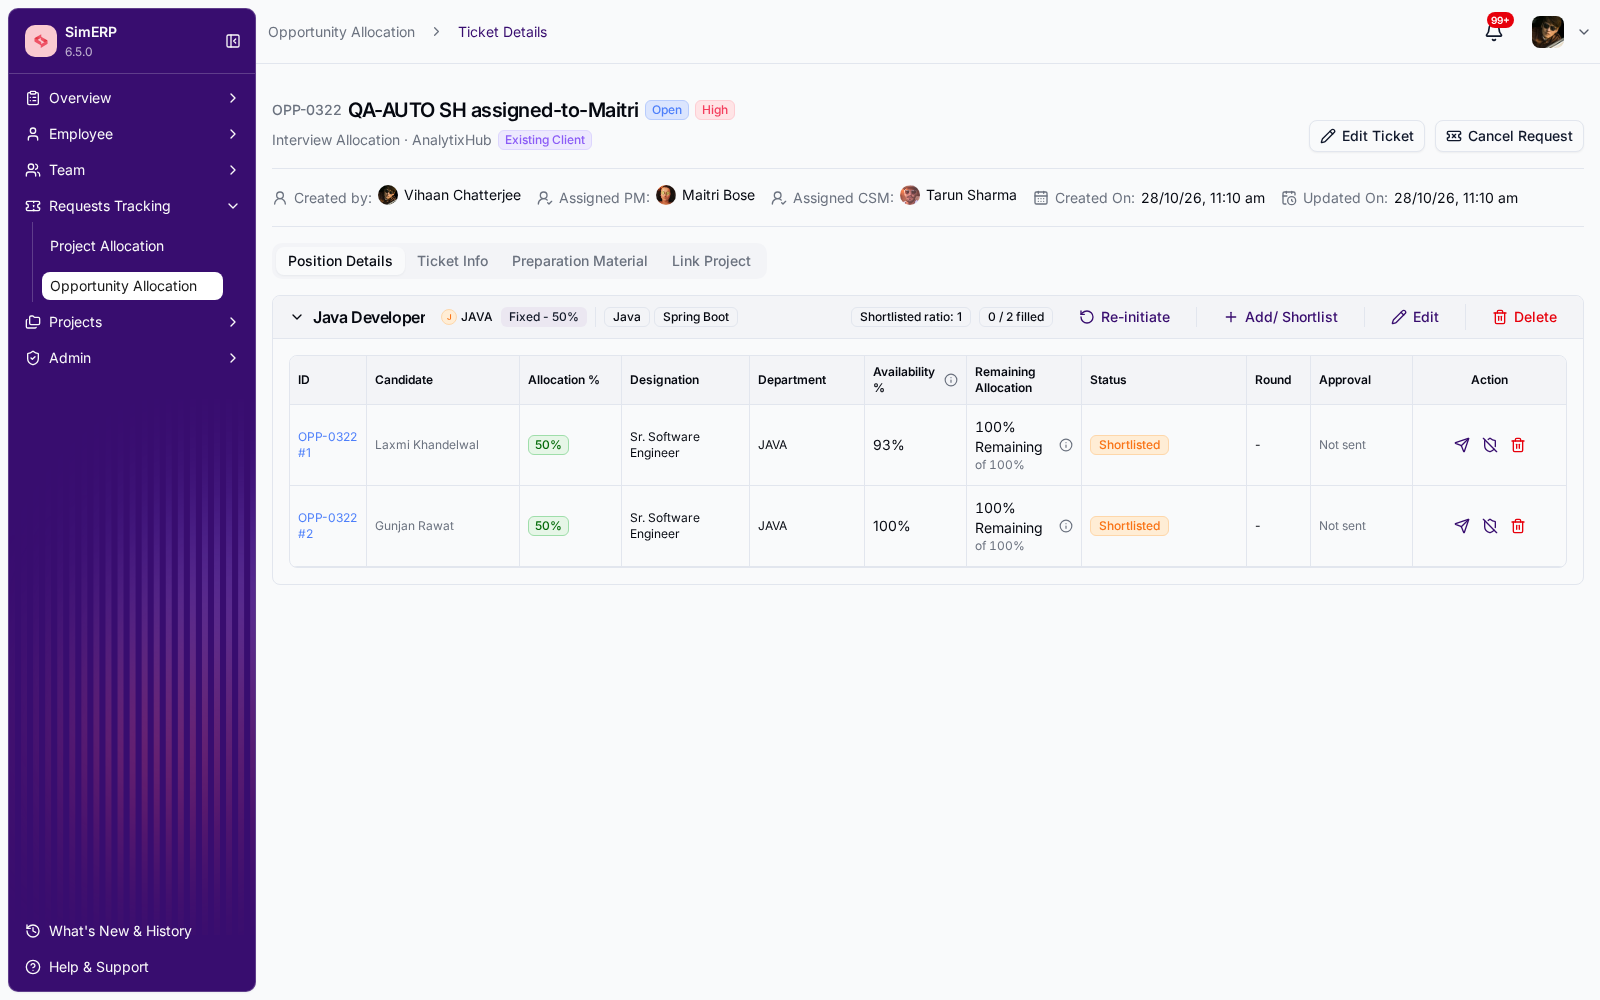 SimERP
6.5.0
Overview
Employee
Team
Requests Tracking
Project Allocation
Opportunity Allocation
Projects
Admin
What's New & History
Help & Support
Opportunity Allocation > Ticket Details
99+
OPP-0322 QA-AUTO SH assigned-to-Maitri Open High
Interview Allocation · AnalytixHub Existing Client
Edit Ticket Cancel Request
Created by: Vihaan Chatterjee Assigned PM: Maitri Bose Assigned CSM: Tarun Sharma Created On: 28/10/26, 11:10 am Updated On: 28/10/26, 11:10 am
Position Details Ticket Info Preparation Material Link Project
Java Developer J JAVA Fixed - 50% Java Spring Boot Shortlisted ratio: 1 0 / 2 filled Re-initiate Add/ Shortlist Edit Delete
ID Candidate Allocation % Designation Department Availability % Remaining Allocation Status Round Approval Action
OPP-0322 #1 Laxmi Khandelwal 50% Sr. Software Engineer JAVA 93% 100% Remaining of 100% Shortlisted - Not sent
OPP-0322 #2 Gunjan Rawat 50% Sr. Software Engineer JAVA 100% 100% Remaining of 100% Shortlisted - Not sent